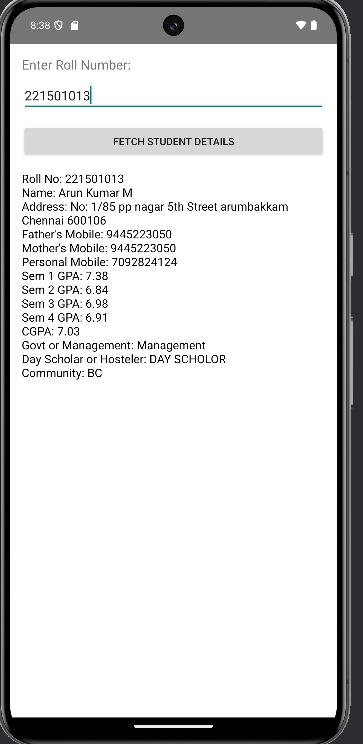 8:38
Enter Roll Number:
221501013
FETCH STUDENT DETAILS
Roll No: 221501013
Name: Arun Kumar M
Address: No: 1/85 pp nagar 5th Street arumbakkam
Chennai 600106
Father's Mobile: 9445223050
Mother's Mobile: 9445223050
Personal Mobile: 7092824124
Sem 1 GPA: 7.38
Sem 2 GPA: 6.84
Sem 3 GPA: 6.98
Sem 4 GPA: 6.91
CGPA: 7.03
Govt or Management: Management
Day Scholar or Hosteler: DAY SCHOLOR
Community: BC